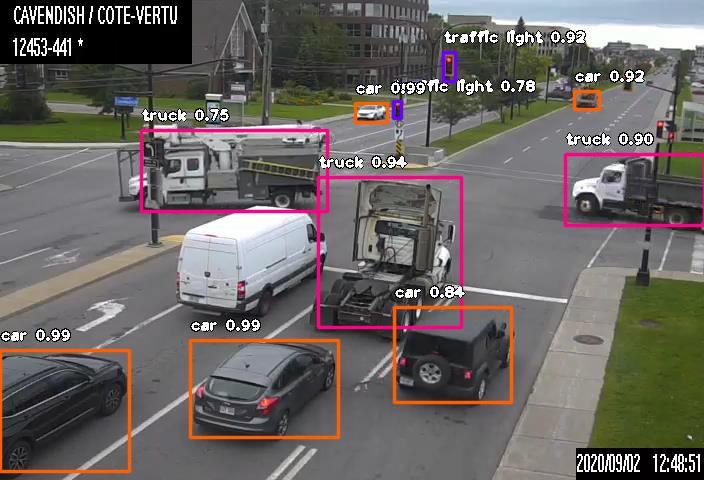 CAVENDISH / COTE-VERTU
12453-441 *
traffic light 0.92
car 0.99
traffic light 0.78
car 0.92
truck 0.75
truck 0.90
truck 0.94
car 0.84
car 0.99
car 0.99
2020/09/02 12:48:51